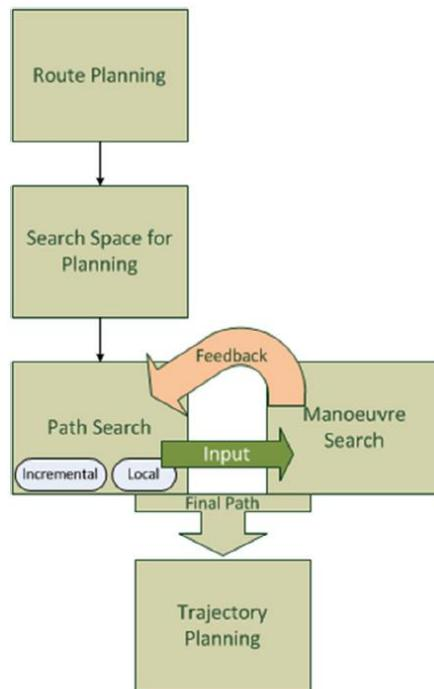 Route Planning
Search Space for
Planning
Feedback
Path Search
Manoeuvre
Search
Input
Incremental
Local
Final Path
Trajectory
Planning